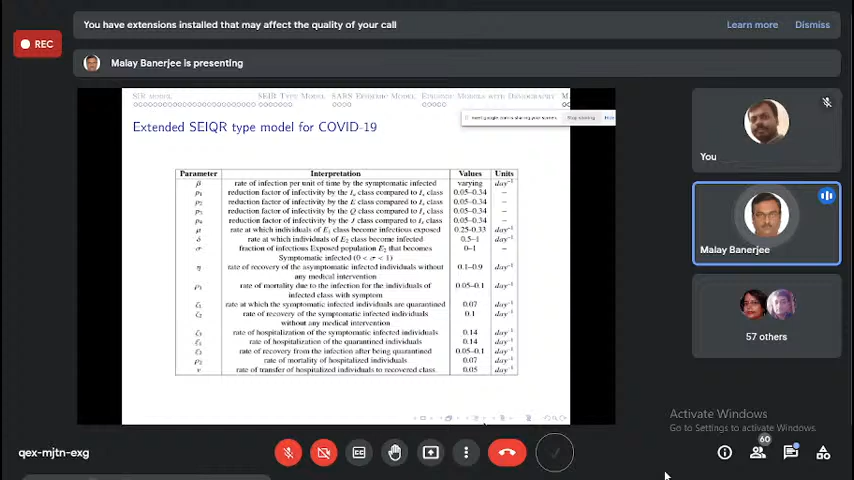 You have extensions installed that may affect the quality of your call
Learn more
Dismiss
REC
Malay Banerjee is presenting
SIR MODEL SEIR TYPE MODEL SARS EPIDEMIC MODEL EPIDEMIC MODELS WITH DEMOGRAPHY
Stop sharing
Extended SEIQR type model for COVID-19
Parameter Interpretation Values Units
β rate of infection per unit of time by the symptomatic infected varying day⁻¹
p₁ reduction factor of infectivity by the Iₐ class compared to Iₛ class 0.05–0.34 –
p₂ reduction factor of infectivity by the E class compared to Iₛ class 0.05–0.34 –
p₃ reduction factor of infectivity by the Q class compared to Iₛ class 0.05–0.34 –
p₄ reduction factor of infectivity by the J class compared to Iₛ class 0.05–0.34 –
μ rate at which individuals of E₁ class become infectious exposed 0.25-0.33 day⁻¹
δ rate at which individuals of E₂ class become infected 0.5–1 day⁻¹
σ fraction of infectious Exposed population E₂ that becomes 0–1 –
Symptomatic infected (0 < σ < 1)
η rate of recovery of the asymptomatic infected individuals without 0.1–0.9 day⁻¹
any medical intervention
ρ₁ rate of mortality due to the infection for the individuals of 0.05–0.1 day⁻¹
infected class with symptom
ζ₁ rate at which the symptomatic infected individuals are quarantined 0.07 day⁻¹
ζ₂ rate of recovery of the symptomatic infected individuals 0.1 day⁻¹
without any medical intervention
ζ₃ rate of hospitalization of the symptomatic infected individuals 0.14 day⁻¹
rate of hospitalization of the quarantined individuals 0.14 day⁻¹
rate of recovery from the infection after being quarantined 0.05–0.1 day⁻¹
ρ₂ rate of mortality of hospitalized individuals 0.07 day⁻¹
ν rate of transfer of hospitalized individuals to recovered class 0.05 day⁻¹
You
Malay Banerjee
57 others
Activate Windows
Go to Settings to activate Windows.
qex-mjtn-exg
60